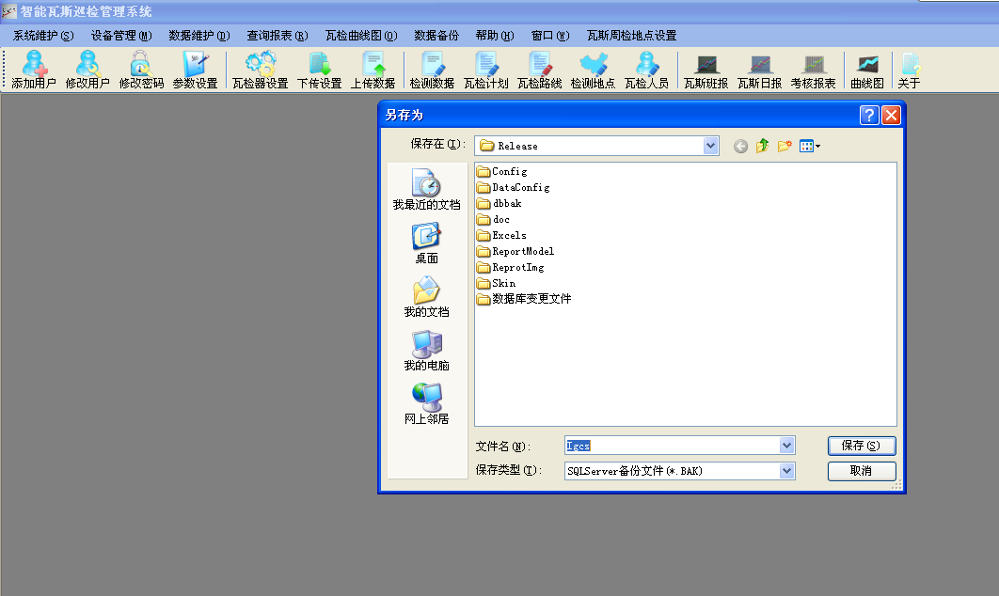 智能瓦斯巡检管理系统
系统维护(S) 设备管理(M) 数据维护(D) 查询报表(R) 瓦检曲线图(O) 数据备份 帮助(H) 窗口(W) 瓦斯周检地点设置
添加用户 修改用户 修改密码 参数设置 瓦检器设置 下传设置 上传数据 检测数据 瓦检计划 瓦检路线 检测地点 瓦检人员 瓦斯班报 瓦斯日报 考核报表 曲线图 关于
另存为
保存在(I): Release
我最近的文档
桌面
我的文档
我的电脑
网上邻居
Config
DataConfig
dbbak
doc
Excels
ReportModel
ReprotImg
Skin
数据库变更文件
文件名(N): Igcs 保存(S)
保存类型(T): SQLServer备份文件(*.BAK) 取消